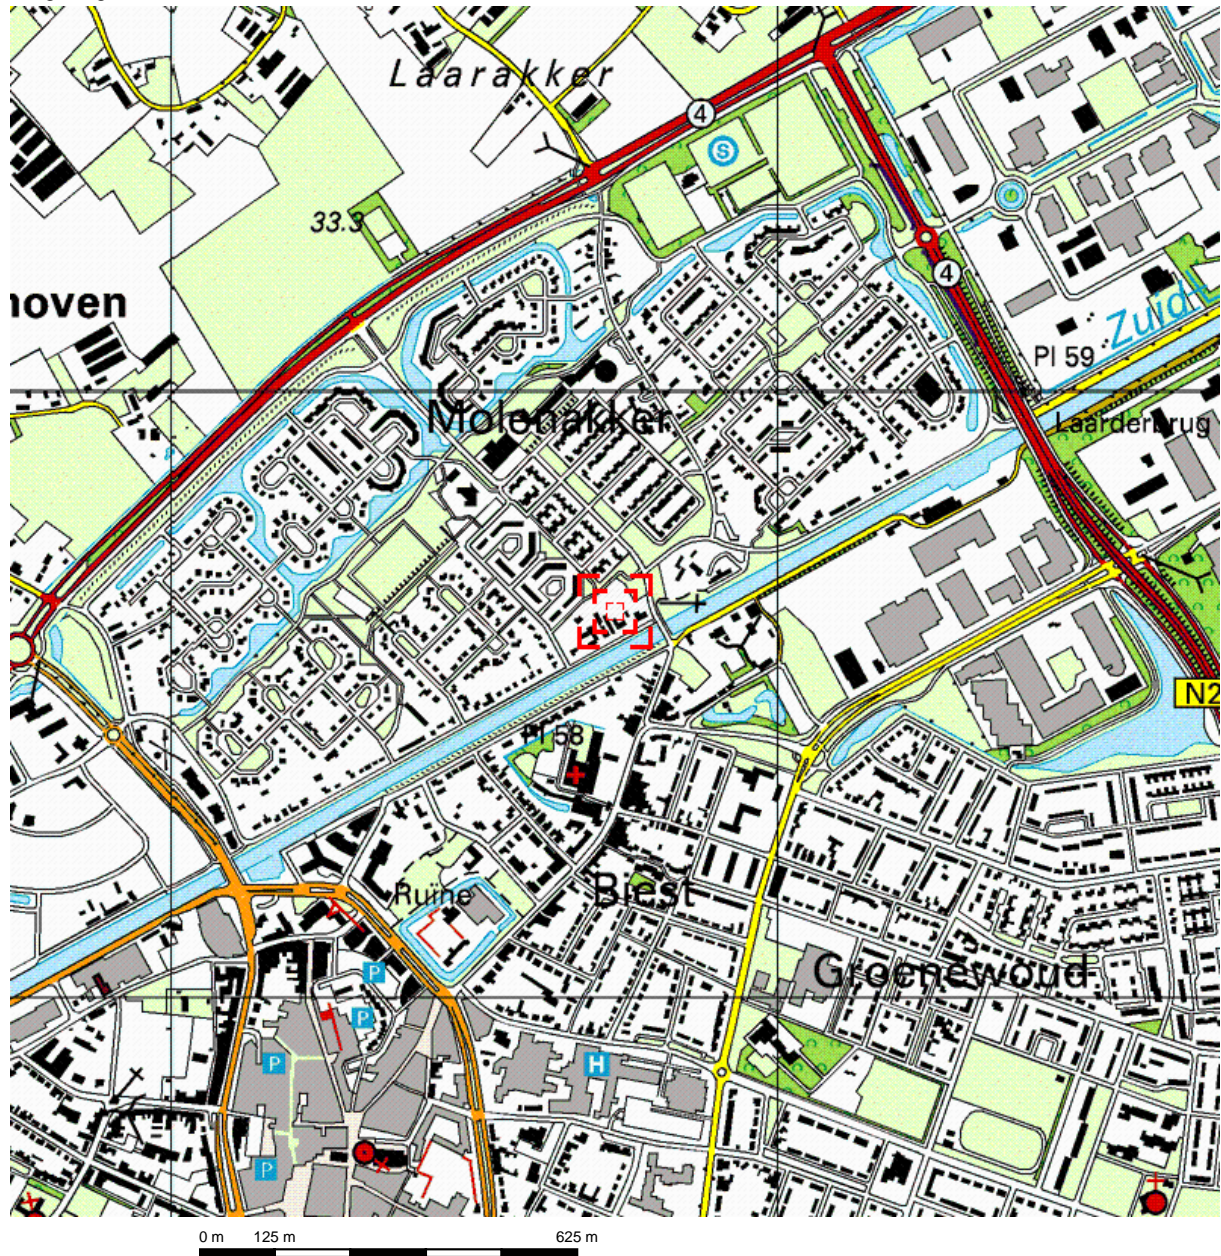 Laarakker
4
S
33.3
4
hoven
Zuid-
Pl 59
Molenakker
Laarderbrug
N2
Pl 58
Ruïne
Biest
Groenewoud
P
P
P
H
P
0 m 125 m 625 m